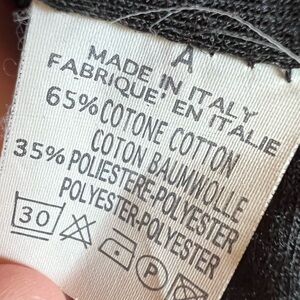 A
MADE IN ITALY
FABRIQUE' EN ITALIE
65% COTONE COTTON
COTON BAUMWOLLE
35% POLIESTERE-POLYESTER
POLYESTER-POLYESTER
30 P